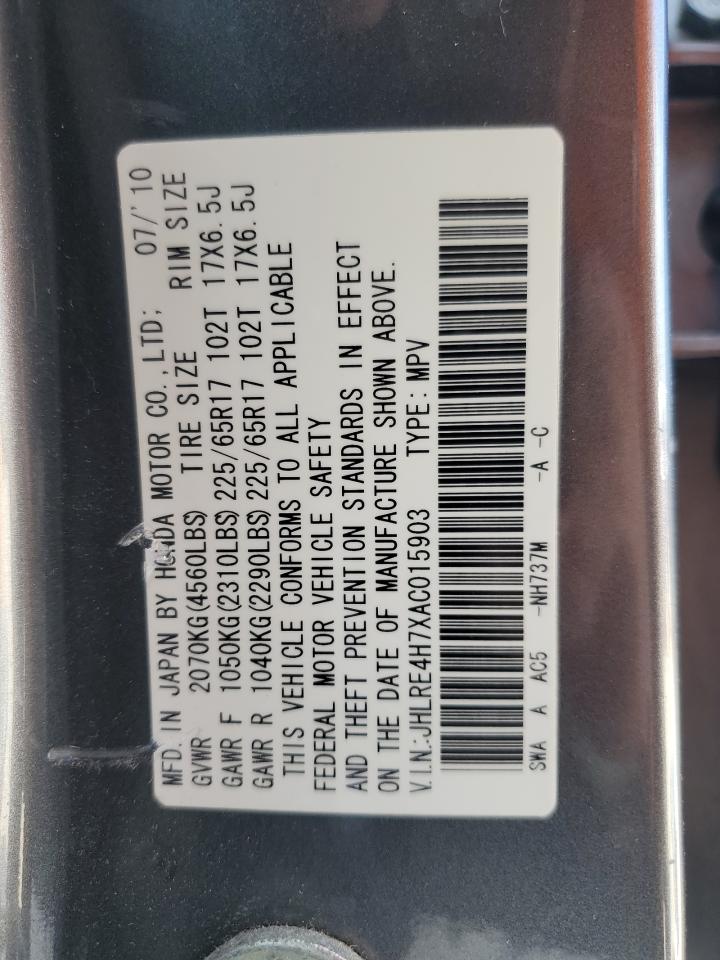 MFD. IN JAPAN BY HONDA MOTOR CO.,LTD; 07/'10
GVWR 2070KG(4560LBS) TIRE SIZE RIM SIZE
GAWR F 1050KG(2310LBS) 225/65R17 102T 17X6.5J
GAWR R 1040KG(2290LBS) 225/65R17 102T 17X6.5J
THIS VEHICLE CONFORMS TO ALL APPLICABLE
FEDERAL MOTOR VEHICLE SAFETY
AND THEFT PREVENTION STANDARDS IN EFFECT
ON THE DATE OF MANUFACTURE SHOWN ABOVE.
V.I.N.:JHLRE4H7XAC015903 TYPE:MPV
SWA A AC5 -NH737M -A -C